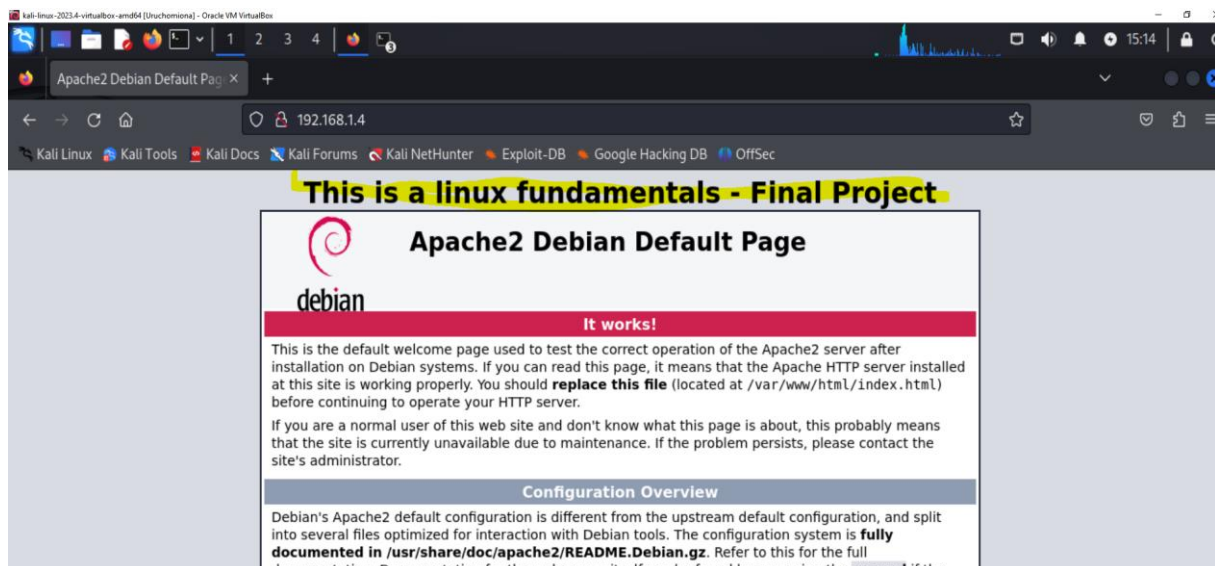 kali-linux-2023.4-virtualbox-amd64 [Uruchomiona] - Oracle VM VirtualBox
1 2 3 4 15:14
Apache2 Debian Default Pag
192.168.1.4
Kali Linux Kali Tools Kali Docs Kali Forums Kali NetHunter Exploit-DB Google Hacking DB OffSec
This is a linux fundamentals - Final Project
Apache2 Debian Default Page
debian
It works!
This is the default welcome page used to test the correct operation of the Apache2 server after
installation on Debian systems. If you can read this page, it means that the Apache HTTP server installed
at this site is working properly. You should replace this file (located at /var/www/html/index.html)
before continuing to operate your HTTP server.
If you are a normal user of this web site and don't know what this page is about, this probably means
that the site is currently unavailable due to maintenance. If the problem persists, please contact the
site's administrator.
Configuration Overview
Debian's Apache2 default configuration is different from the upstream default configuration, and split
into several files optimized for interaction with Debian tools. The configuration system is fully
documented in /usr/share/doc/apache2/README.Debian.gz. Refer to this for the full